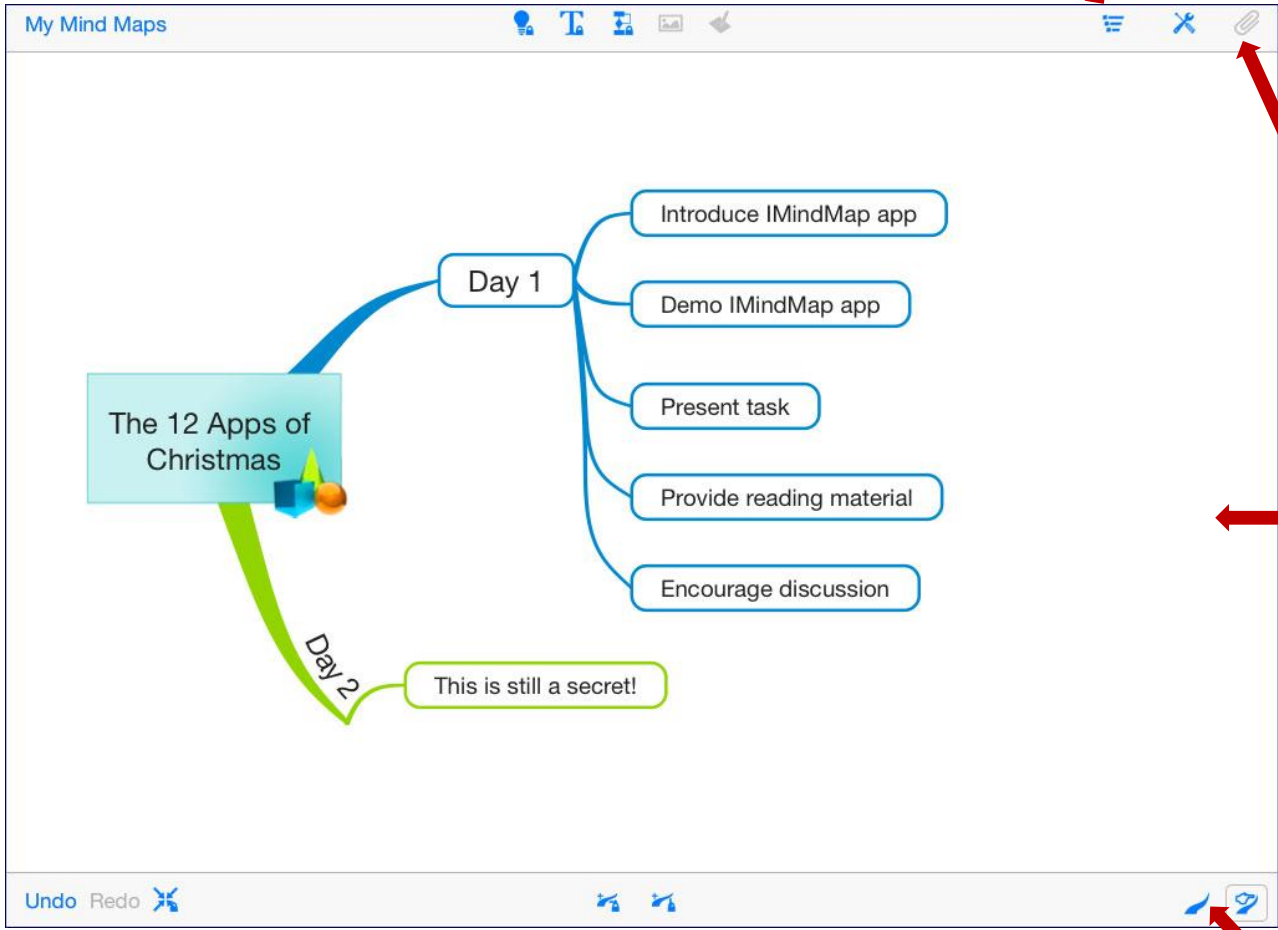 My Mind Maps
Introduce IMindMap app
Day 1
Demo IMindMap app
The 12 Apps of
Christmas
Present task
Provide reading material
Encourage discussion
Day 2
This is still a secret!
Undo Redo